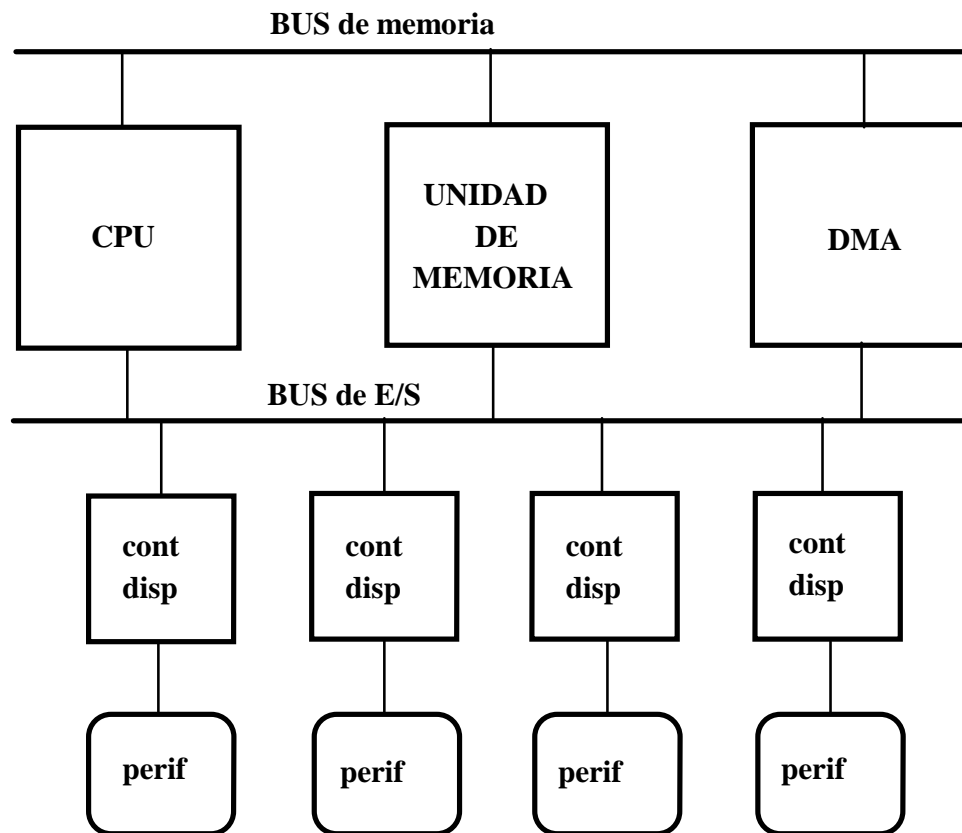 BUS de memoria
CPU
UNIDAD
DE
MEMORIA
DMA
BUS de E/S
cont
disp
cont
disp
cont
disp
cont
disp
perif
perif
perif
perif